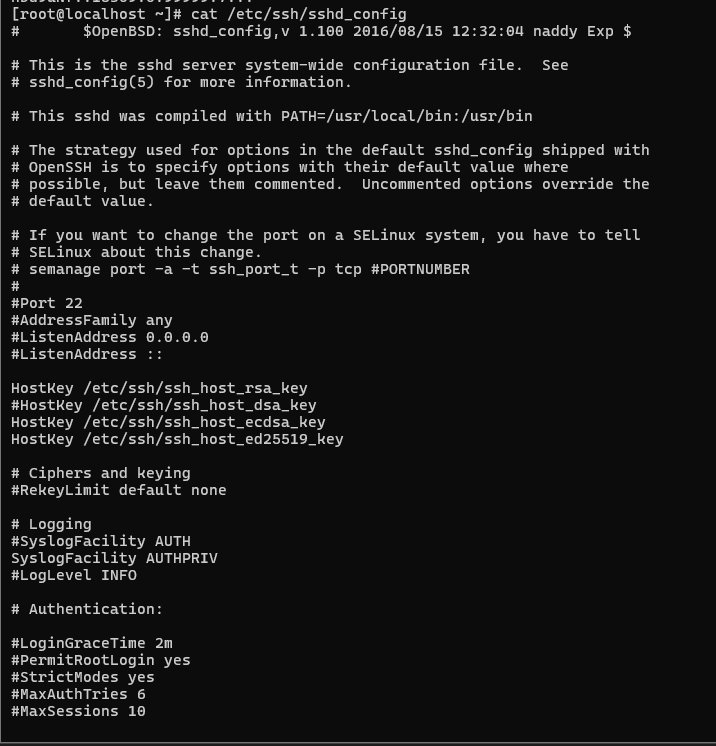 [root@localhost ~]# cat /etc/ssh/sshd_config
#       $OpenBSD: sshd_config,v 1.100 2016/08/15 12:32:04 naddy Exp $

# This is the sshd server system-wide configuration file.  See
# sshd_config(5) for more information.

# This sshd was compiled with PATH=/usr/local/bin:/usr/bin

# The strategy used for options in the default sshd_config shipped with
# OpenSSH is to specify options with their default value where
# possible, but leave them commented.  Uncommented options override the
# default value.

# If you want to change the port on a SELinux system, you have to tell
# SELinux about this change.
# semanage port -a -t ssh_port_t -p tcp #PORTNUMBER
#
#Port 22
#AddressFamily any
#ListenAddress 0.0.0.0
#ListenAddress ::

HostKey /etc/ssh/ssh_host_rsa_key
#HostKey /etc/ssh/ssh_host_dsa_key
HostKey /etc/ssh/ssh_host_ecdsa_key
HostKey /etc/ssh/ssh_host_ed25519_key

# Ciphers and keying
#RekeyLimit default none

# Logging
#SyslogFacility AUTH
SyslogFacility AUTHPRIV
#LogLevel INFO

# Authentication:

#LoginGraceTime 2m
#PermitRootLogin yes
#StrictModes yes
#MaxAuthTries 6
#MaxSessions 10